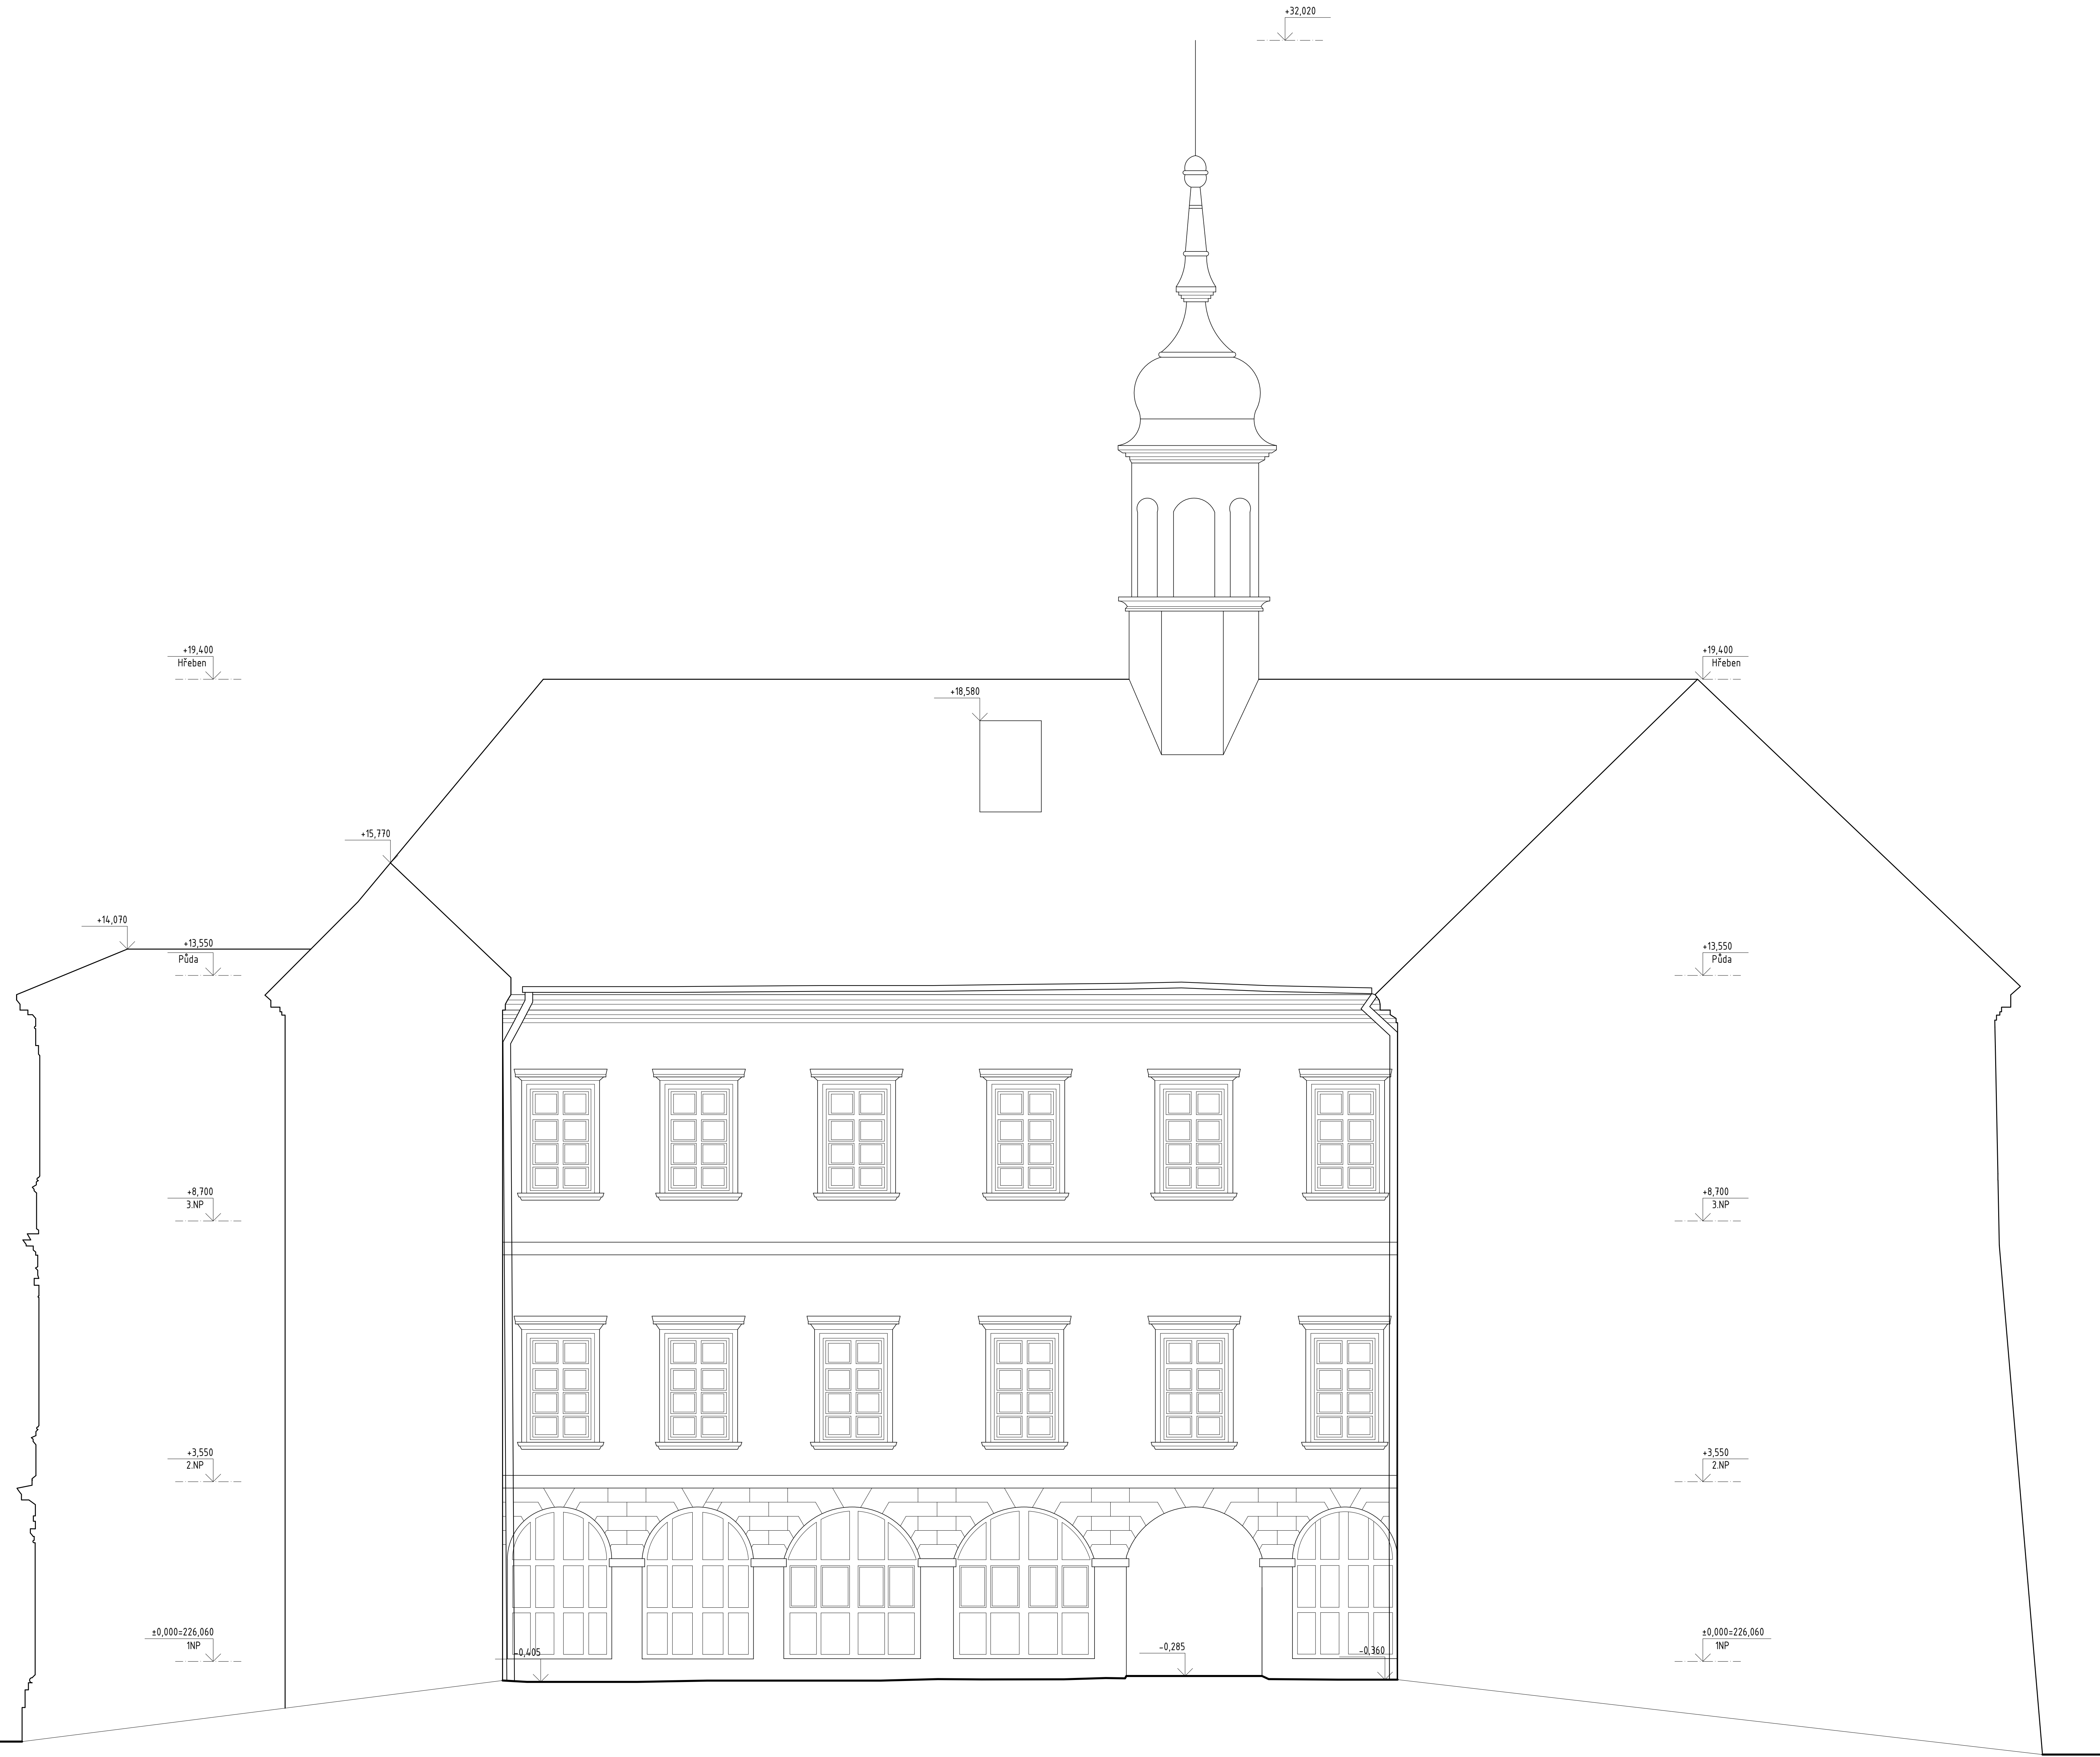 +32,020
+19,400
Hřeben
+19,400
Hřeben
+18,580
+15,770
+14,070
+13,550
Půda
+13,550
Půda
+8,700
3.NP
+8,700
3.NP
+3,550
2.NP
+3,550
2.NP
±0,000=226,060
1NP
±0,000=226,060
1NP
-0,405
-0,285
-0,360